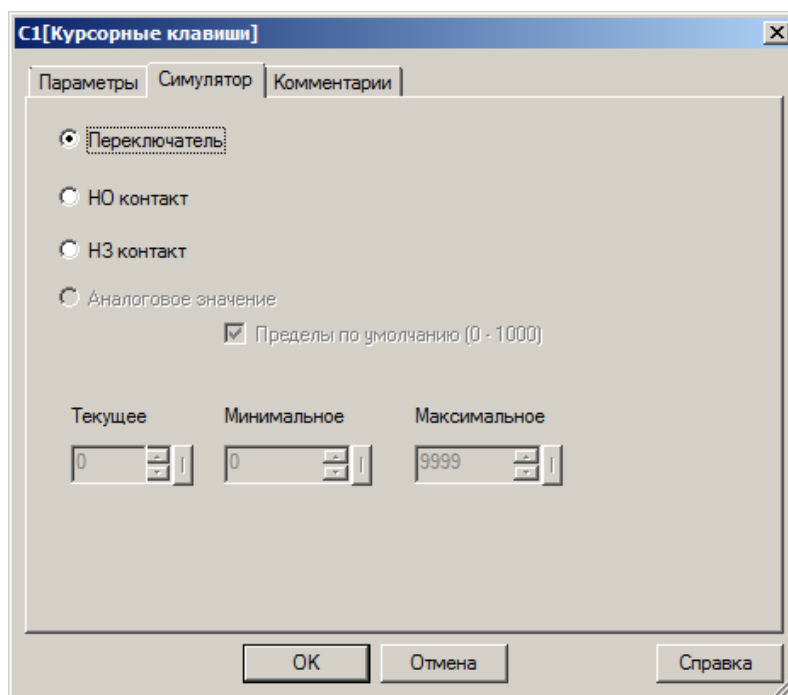 C1[Курсорные клавиши]
Параметры Симулятор Комментарии
Переключатель
НО контакт
НЗ контакт
Аналоговое значение
Пределы по умолчанию (0 - 1000)
Текущее Минимальное Максимальное
0 0 9999
OK Отмена Справка